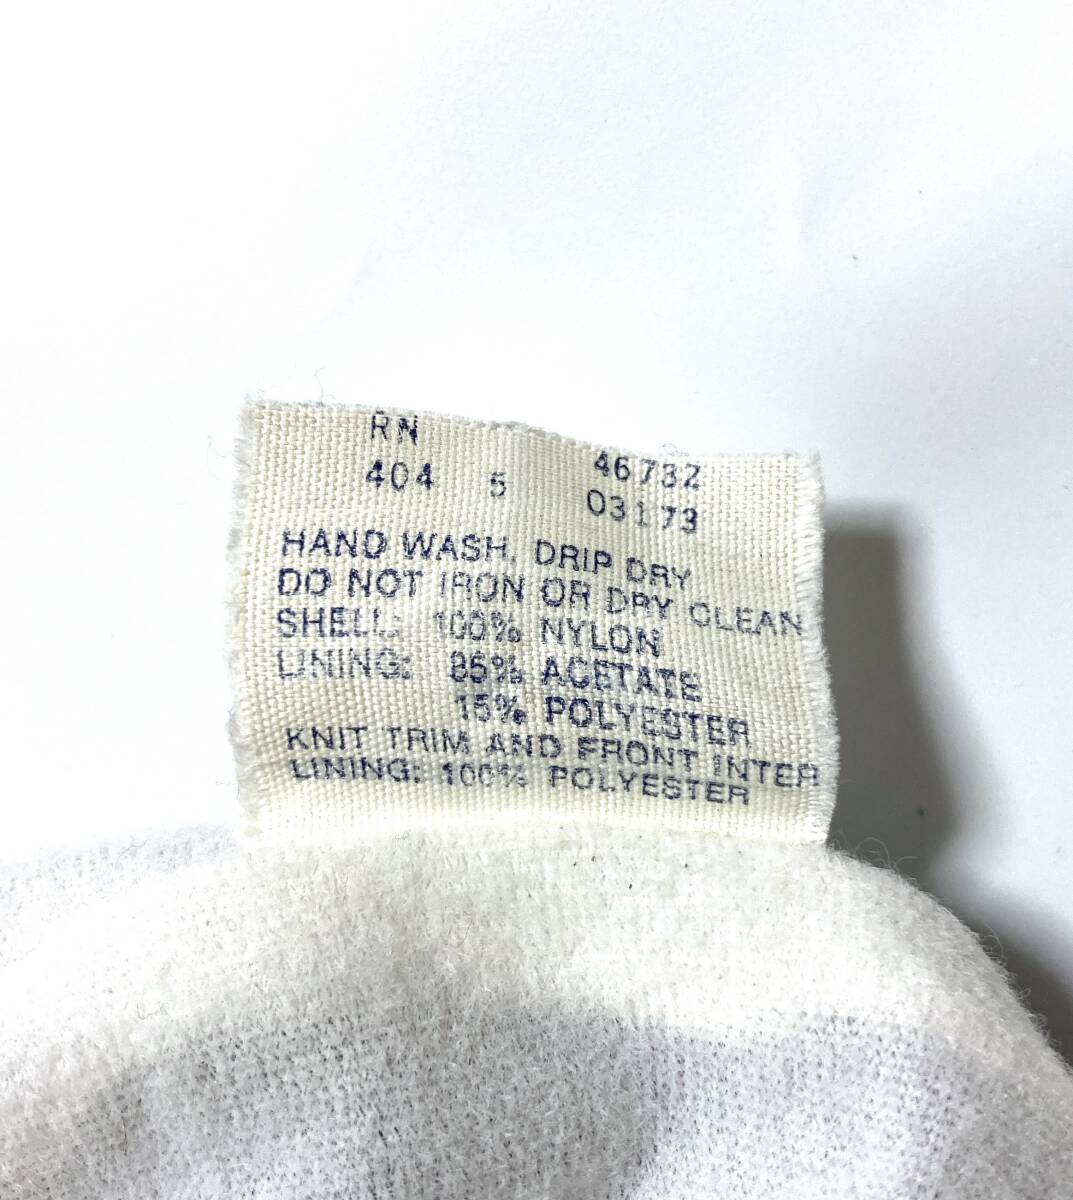 RN 46732
404 5 03173
HAND WASH, DRIP DRY
DO NOT IRON OR DRY CLEAN
SHELL: 100% NYLON
LINING: 85% ACETATE
15% POLYESTER
KNIT TRIM AND FRONT INTER
LINING: 100% POLYESTER